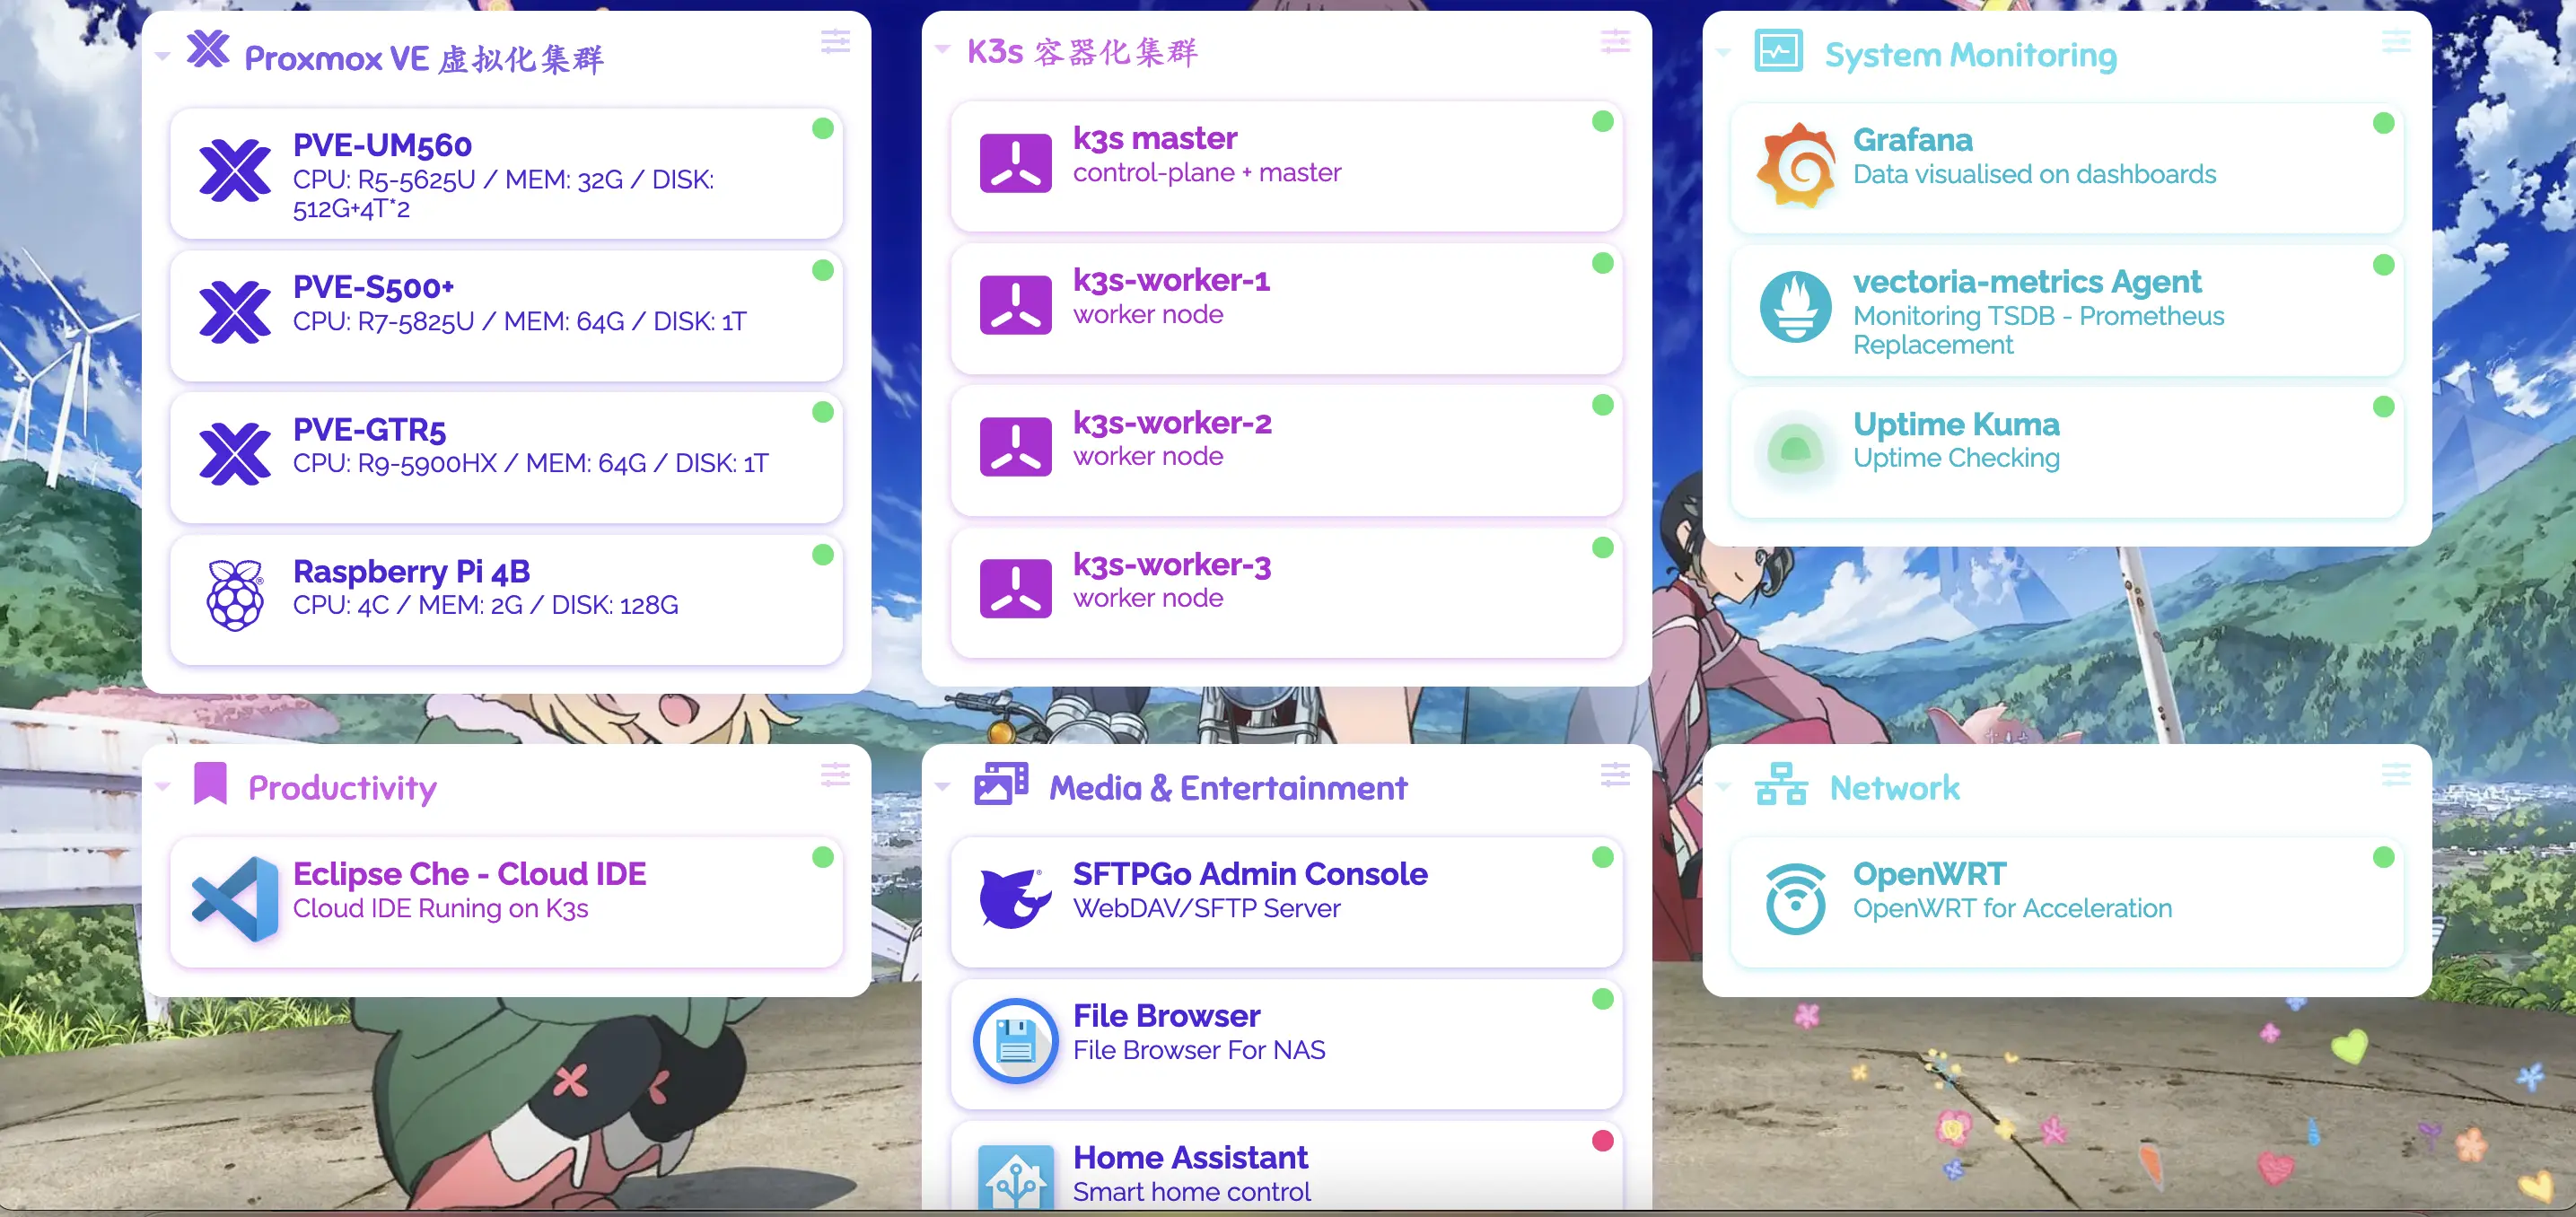 Proxmox VE 虚拟化集群
PVE-UM560
CPU: R5-5625U / MEM: 32G / DISK:
512G+4T*2
PVE-S500+
CPU: R7-5825U / MEM: 64G / DISK: 1T
PVE-GTR5
CPU: R9-5900HX / MEM: 64G / DISK: 1T
Raspberry Pi 4B
CPU: 4C / MEM: 2G / DISK: 128G
K3s 容器化集群
k3s master
control-plane + master
k3s-worker-1
worker node
k3s-worker-2
worker node
k3s-worker-3
worker node
System Monitoring
Grafana
Data visualised on dashboards
vectoria-metrics Agent
Monitoring TSDB - Prometheus
Replacement
Uptime Kuma
Uptime Checking
Productivity
Eclipse Che - Cloud IDE
Cloud IDE Runing on K3s
Media & Entertainment
SFTPGo Admin Console
WebDAV/SFTP Server
File Browser
File Browser For NAS
Home Assistant
Smart home control
Network
OpenWRT
OpenWRT for Acceleration